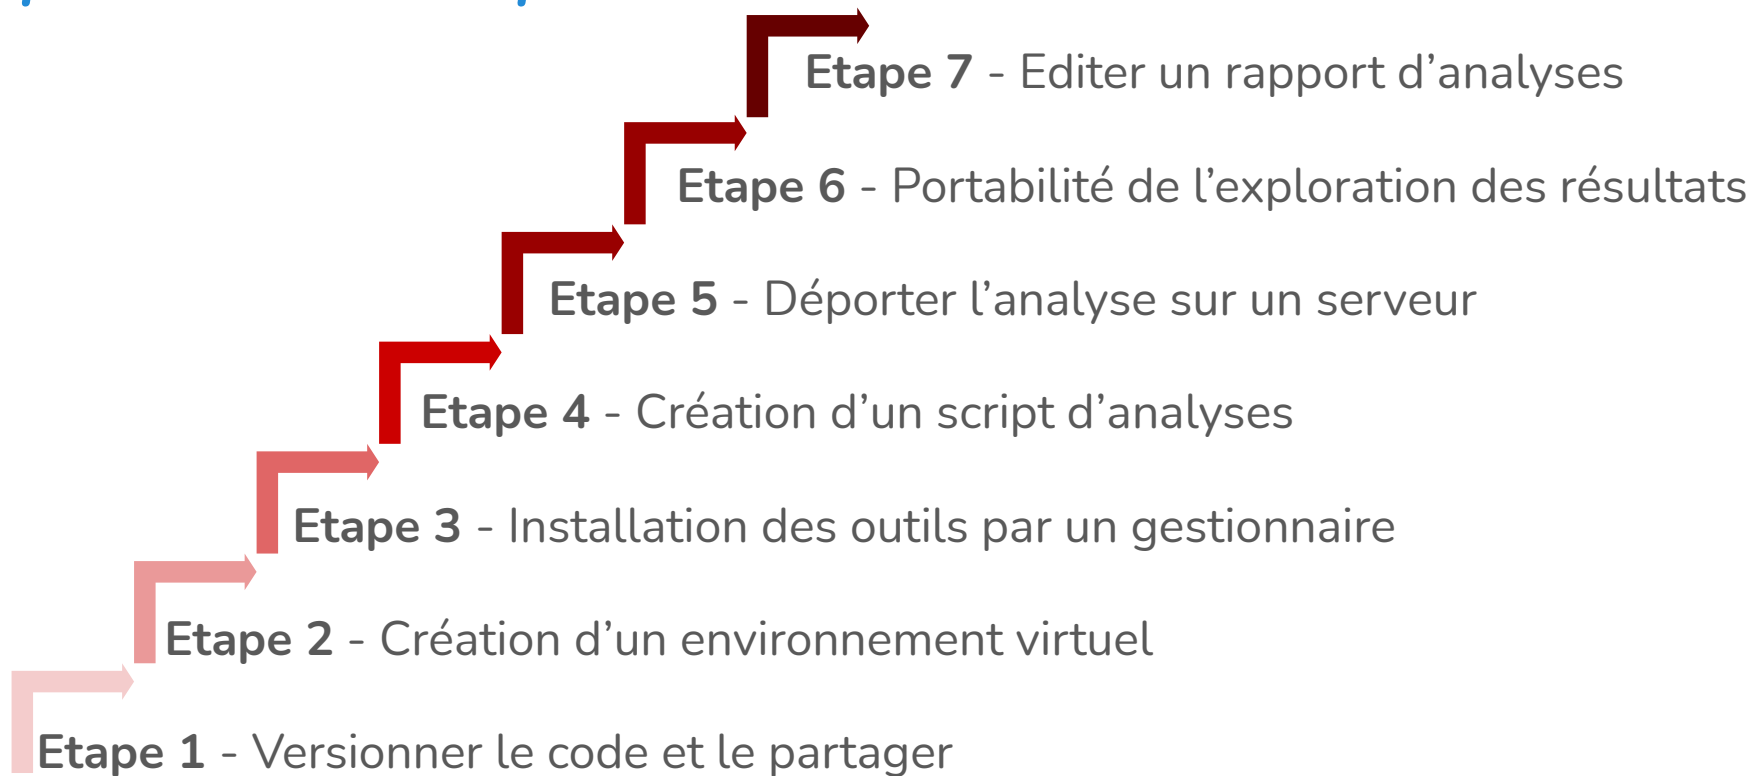 Etape 7 - Editer un rapport d’analyses
Etape 6 - Portabilité de l’exploration des résultats
Etape 5 - Déporter l’analyse sur un serveur
Etape 4 - Création d’un script d’analyses
Etape 3 - Installation des outils par un gestionnaire
Etape 2 - Création d’un environnement virtuel
Etape 1 - Versionner le code et le partager